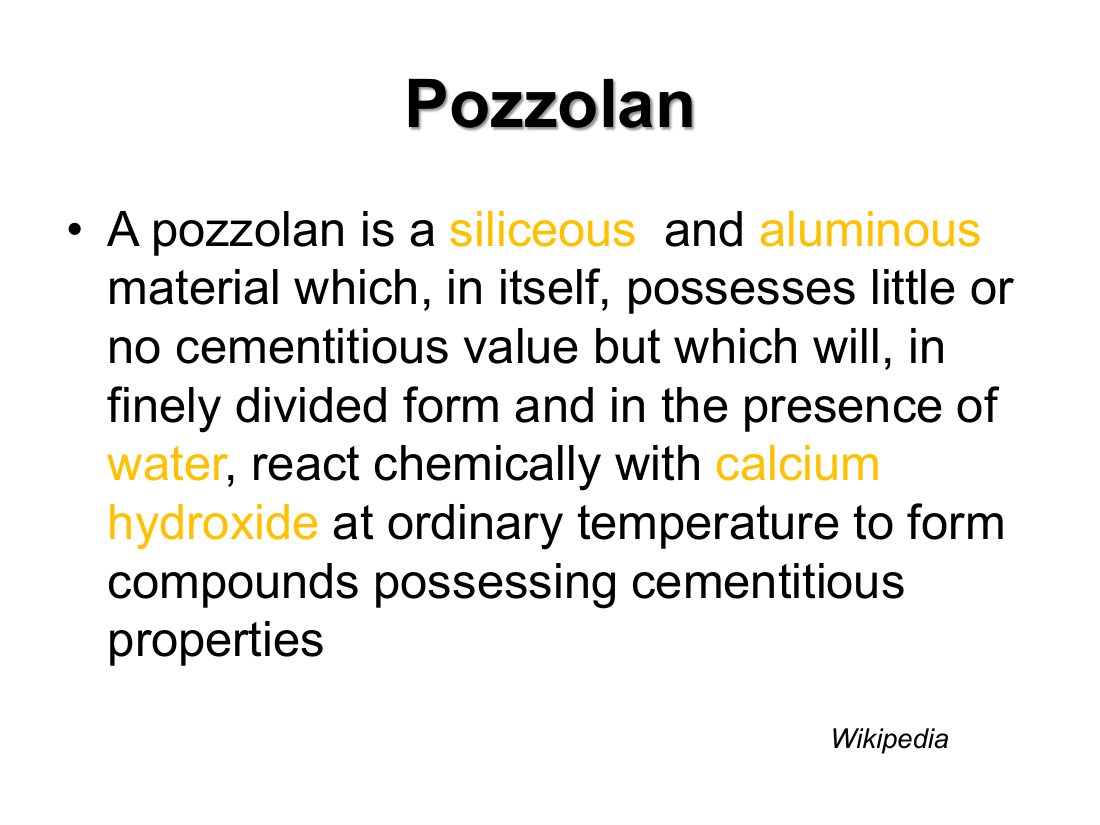 Pozzolan
• A pozzolan is a siliceous  and aluminous
material which, in itself, possesses little or
no cementitious value but which will, in
finely divided form and in the presence of
water, react chemically with calcium
hydroxide at ordinary temperature to form
compounds possessing cementitious
properties
Wikipedia